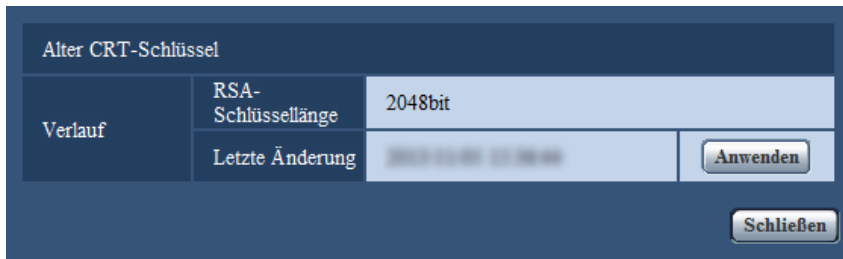 Alter CRT-Schlüssel
Verlauf
RSA-
Schlüssellänge
2048bit
Letzte Änderung
Anwenden
Schließen